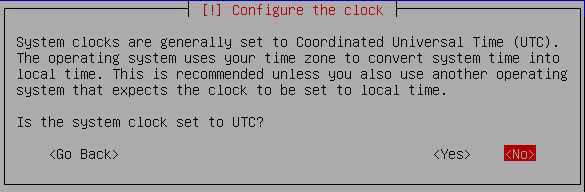 [!] Configure the clock
System clocks are generally set to Coordinated Universal Time (UTC).
The operating system uses your time zone to convert system time into
local time. This is recommended unless you also use another operating
system that expects the clock to be set to local time.
Is the system clock set to UTC?
<Go Back> <Yes> <No>